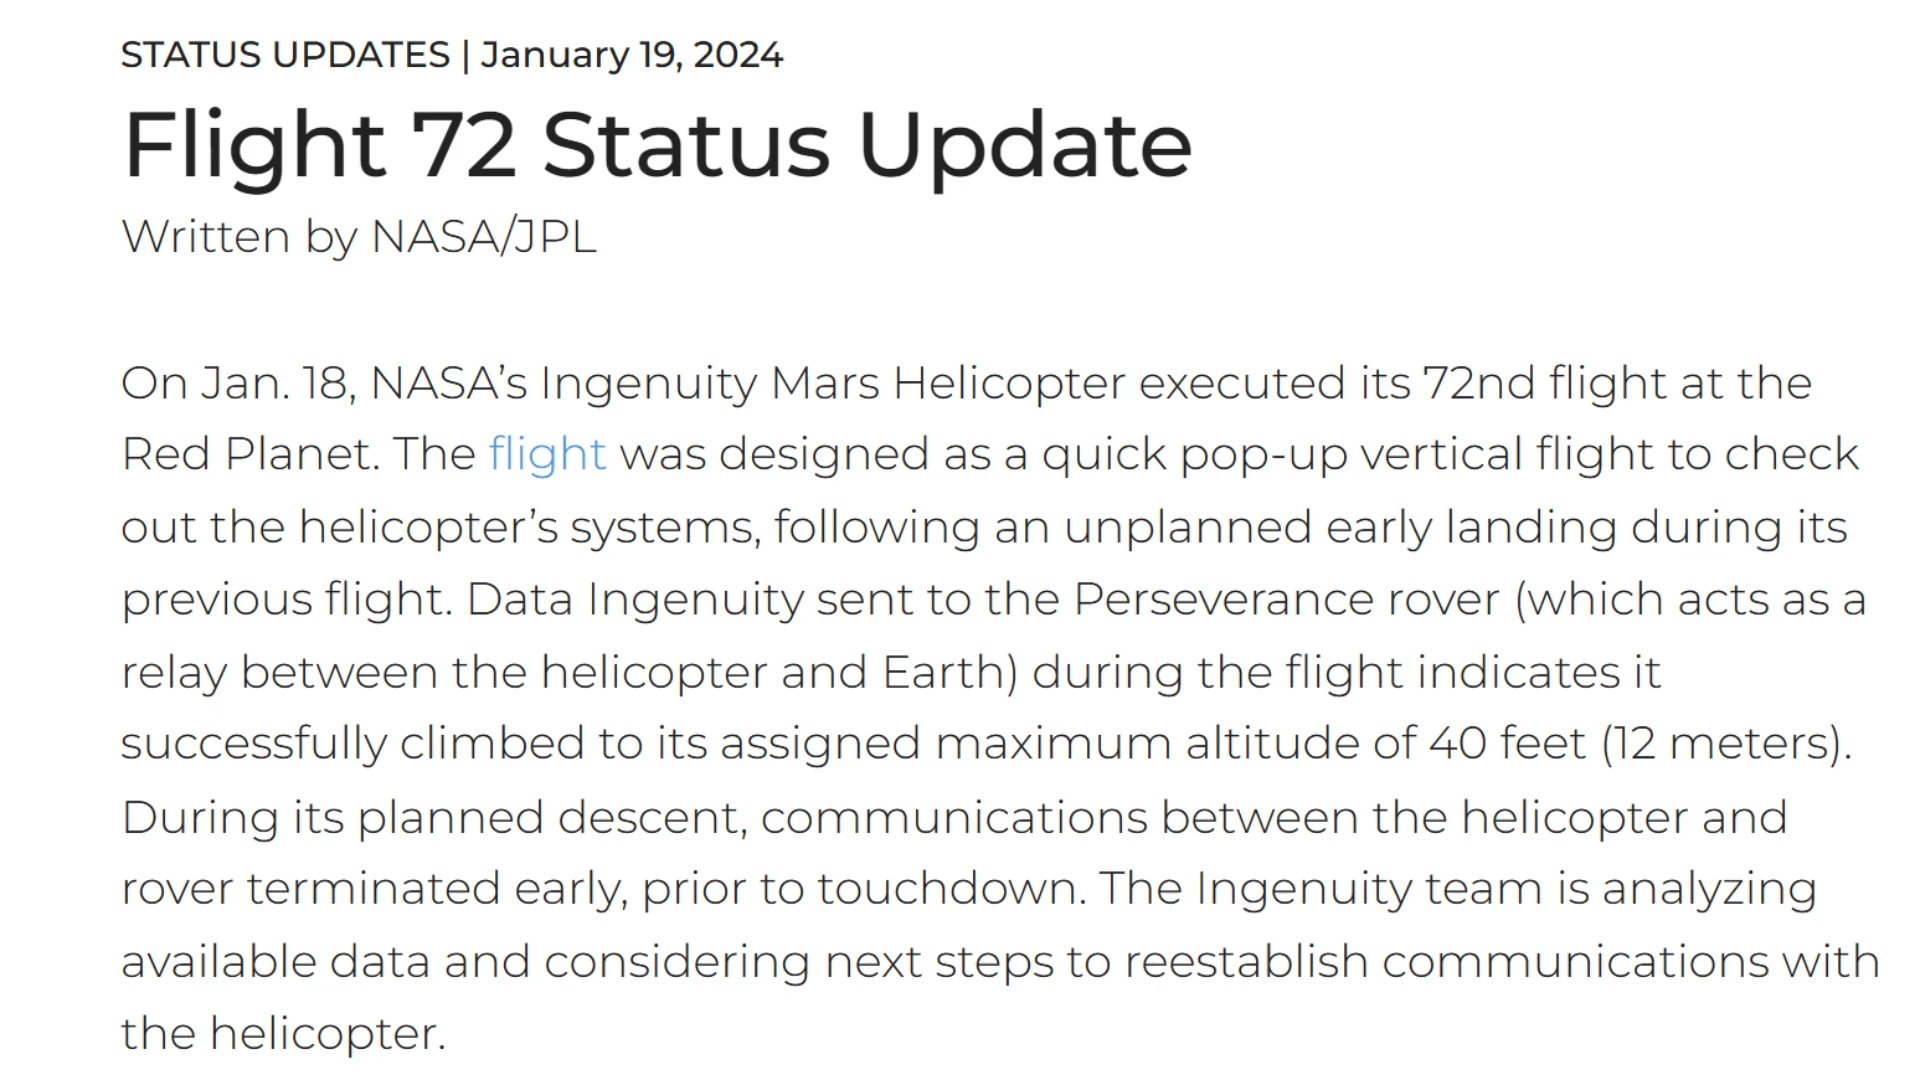 STATUS UPDATES | January 19, 2024
Flight 72 Status Update
Written by NASA/JPL
On Jan. 18, NASA’s Ingenuity Mars Helicopter executed its 72nd flight at the
Red Planet. The flight was designed as a quick pop-up vertical flight to check
out the helicopter’s systems, following an unplanned early landing during its
previous flight. Data Ingenuity sent to the Perseverance rover (which acts as a
relay between the helicopter and Earth) during the flight indicates it
successfully climbed to its assigned maximum altitude of 40 feet (12 meters).
During its planned descent, communications between the helicopter and
rover terminated early, prior to touchdown. The Ingenuity team is analyzing
available data and considering next steps to reestablish communications with
the helicopter.